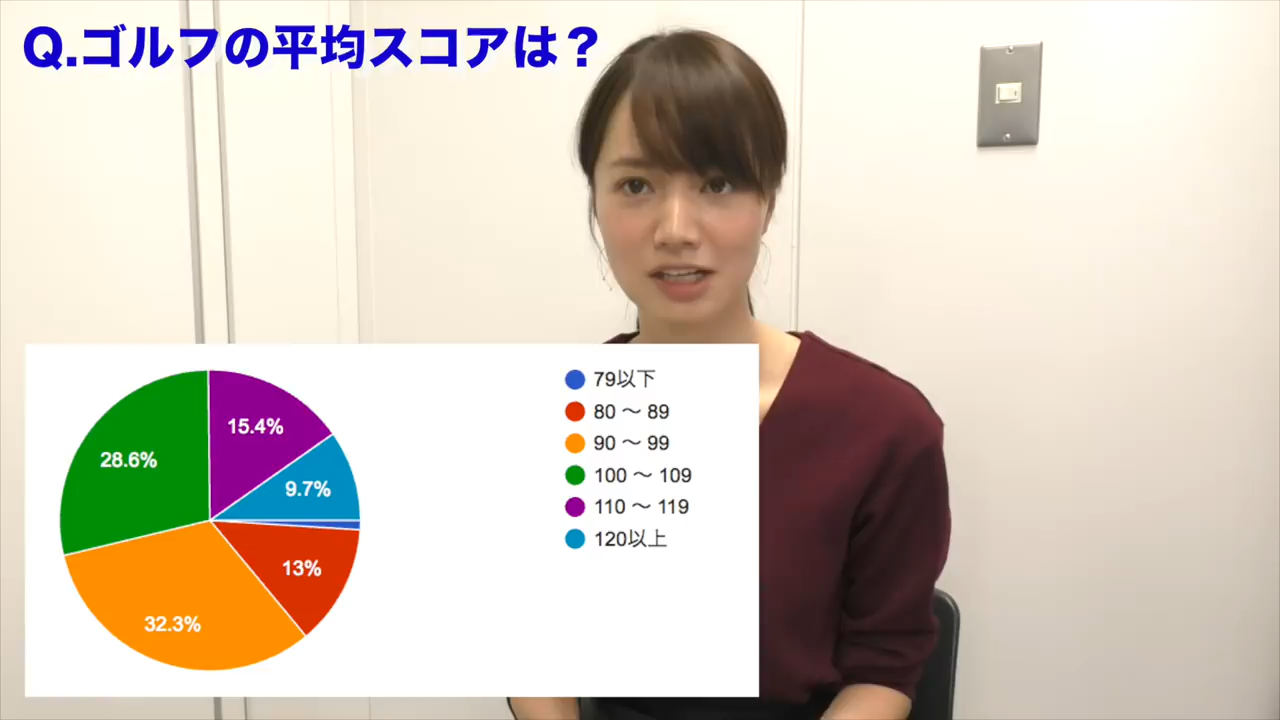 Q.ゴルフの平均スコアは？
15.4%
28.6%
9.7%
13%
32.3%
79以下
80 〜 89
90 〜 99
100 〜 109
110 〜 119
120以上